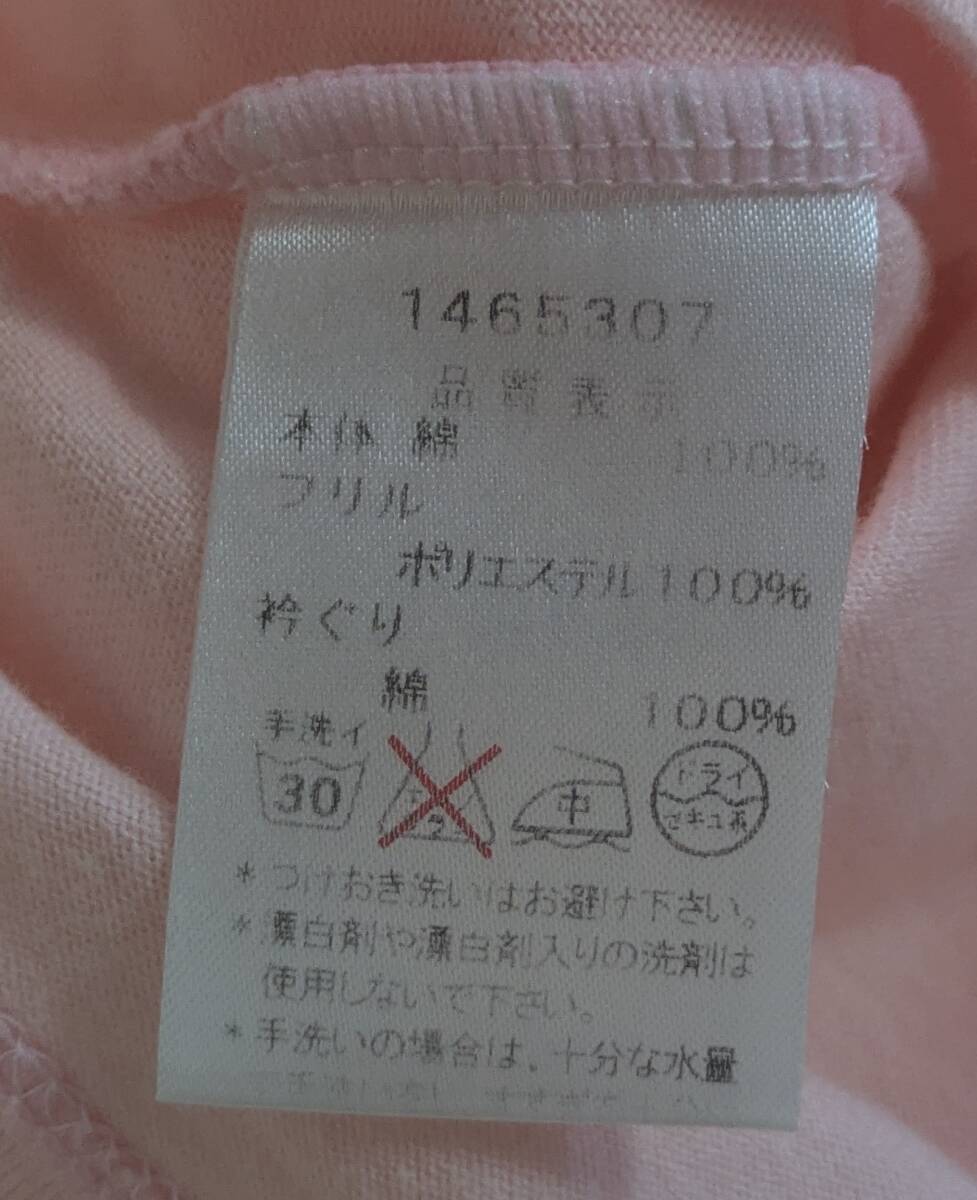 1465307
品質表示
本体 綿 100%
フリル
ポリエステル 100%
衿ぐり
綿 100%
手洗イ
30
中
ドライ
セキユ系
* つけおき洗いはお避け下さい。
* 漂白剤や漂白剤入りの洗剤は
使用しないで下さい。
* 手洗いの場合は、十分な水量